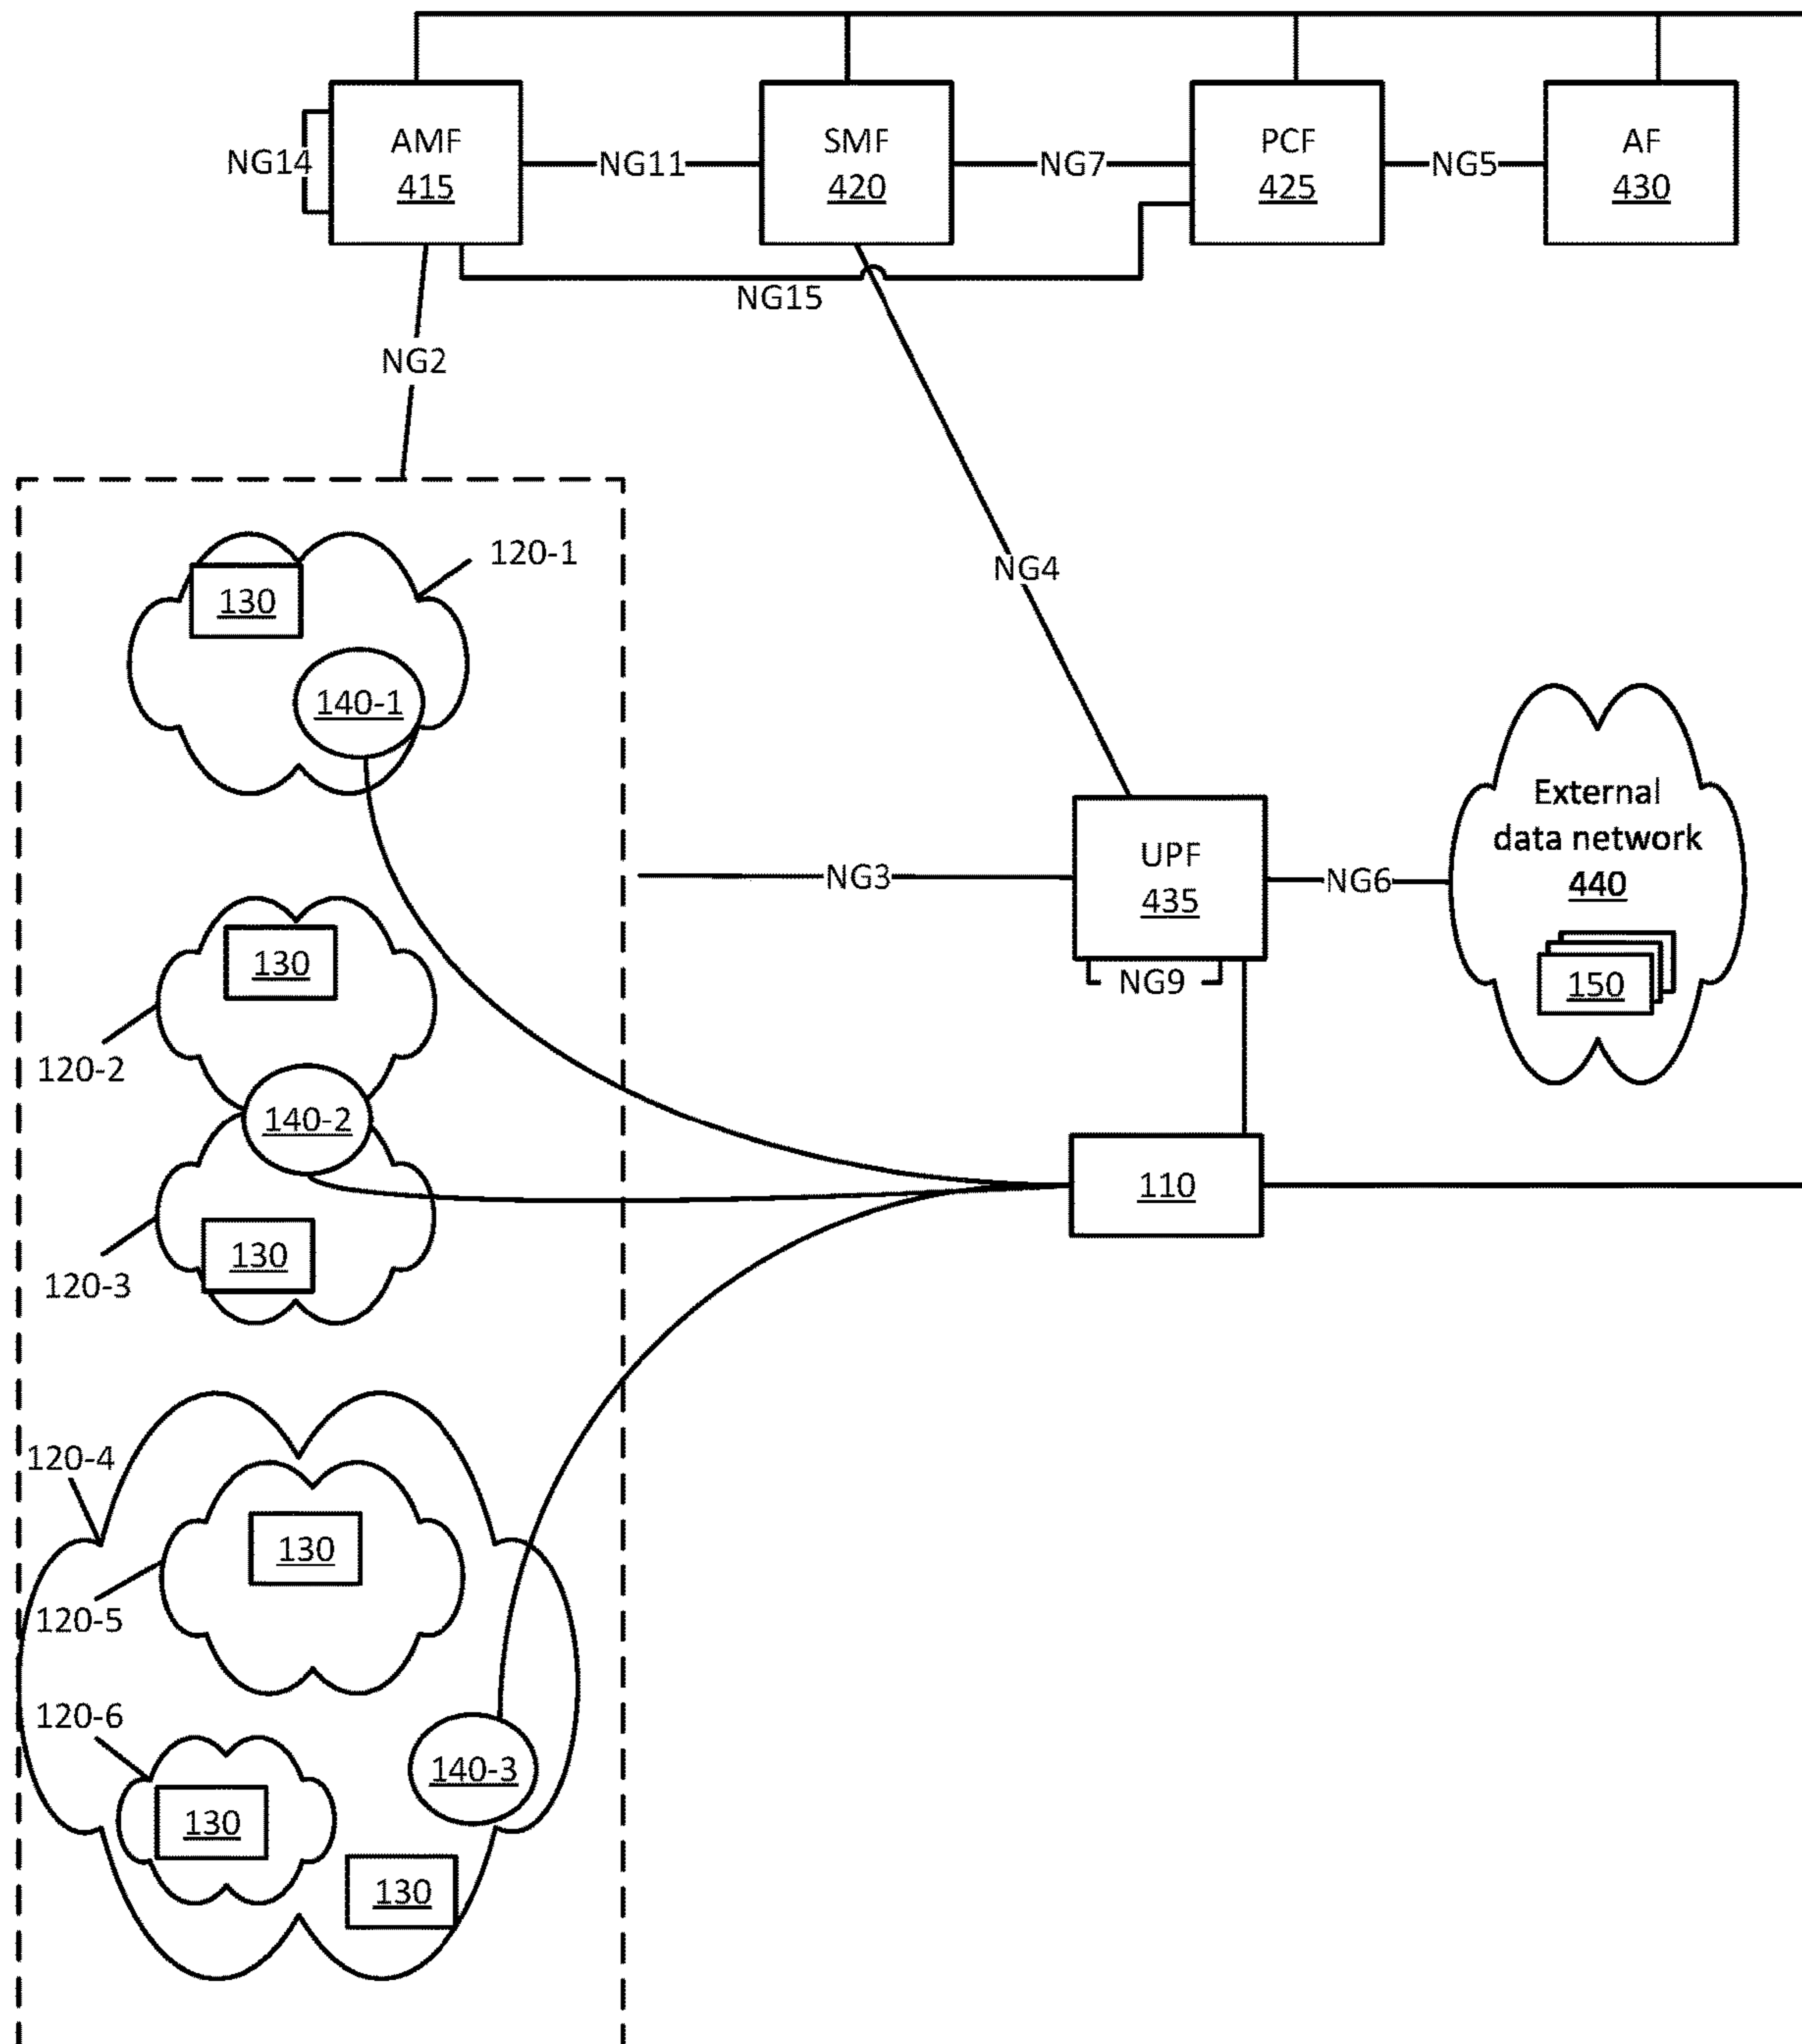 AMF
415
SMF
420
PCF
425
AF
430
NG14
NG11
NG7
NG5
NG15
NG2
NG4
120-1
130
140-1
External
data network
440
150
UPF
435
NG3
NG6
NG9
130
120-2
140-2
110
130
120-3
120-4
130
120-5
120-6
140-3
130
130